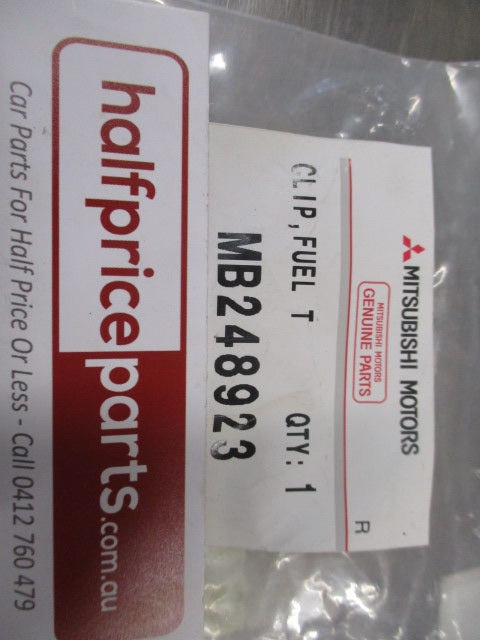 MITSUBISHI MOTORS
MITSUBISHI MOTORS
GENUINE PARTS
R
CLIP,FUEL T QTY: 1
MB248923
halfpriceparts.com.au
Car Parts For Half Price Or Less - Call 0412 760 479